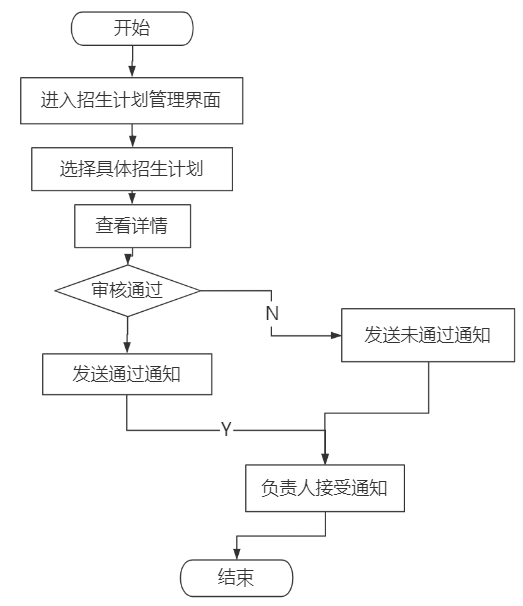 开始
进入招生计划管理界面
选择具体招生计划
查看详情
审核通过
N
发送未通过通知
发送通过通知
Y
负责人接受通知
结束